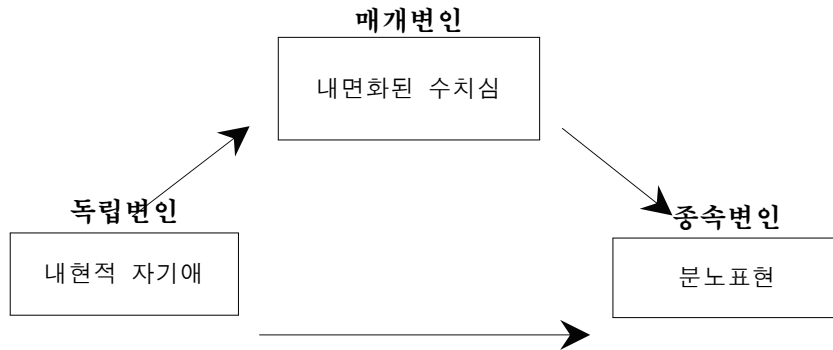 매개변인
내면화된 수치심
독립변인
내현적 자기애
종속변인
분노표현